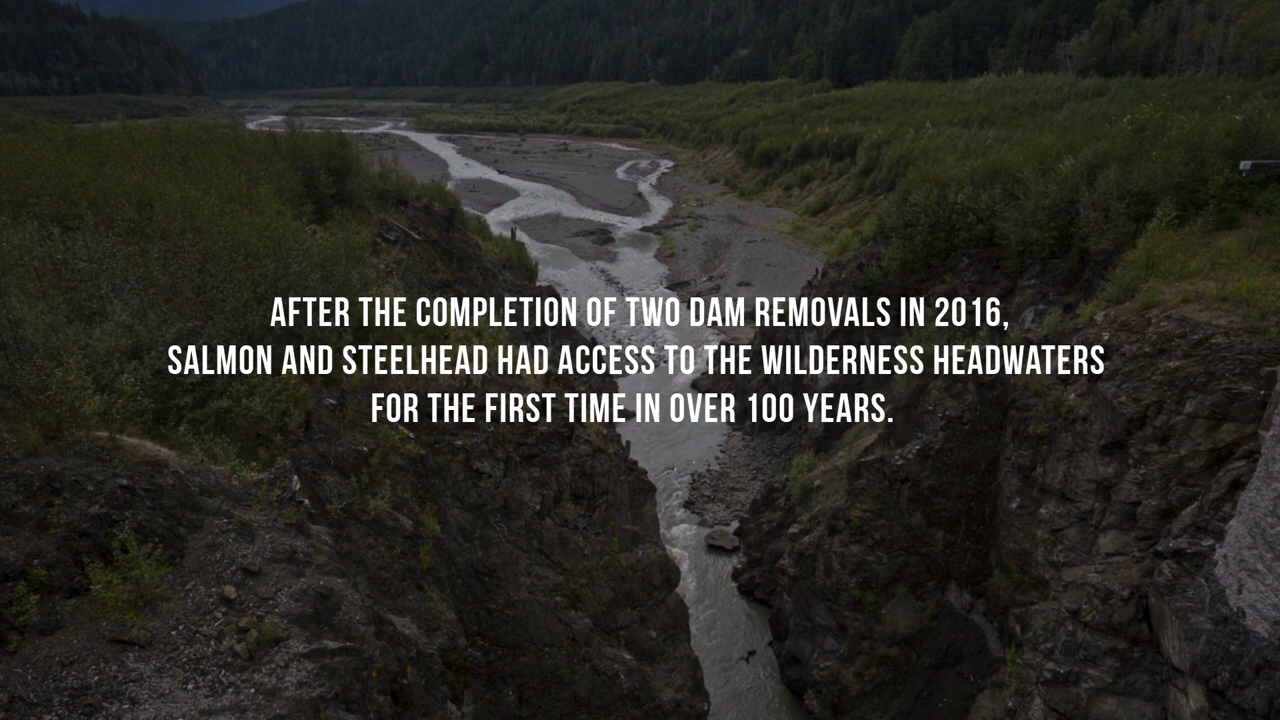 AFTER THE COMPLETION OF TWO DAM REMOVALS IN 2016,
SALMON AND STEELHEAD HAD ACCESS TO THE WILDERNESS HEADWATERS
FOR THE FIRST TIME IN OVER 100 YEARS.